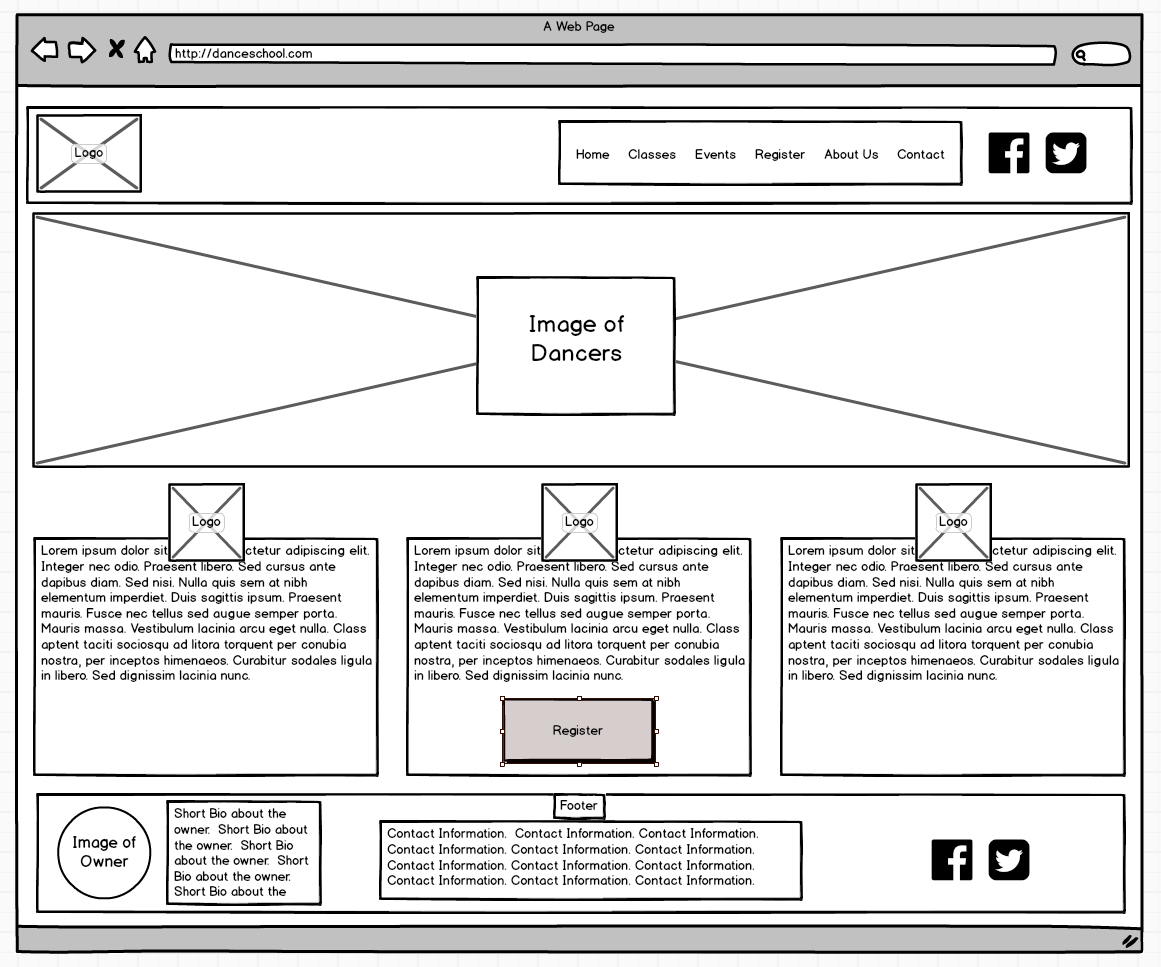 A Web Page
http://danceschool.com
Logo
Home Classes Events Register About Us Contact
Image of
Dancers
Logo
Lorem ipsum dolor sit ctetur adipiscing elit.
Integer nec odio. Praesent libero. Sed cursus ante
dapibus diam. Sed nisi. Nulla quis sem at nibh
elementum imperdiet. Duis sagittis ipsum. Praesent
mauris. Fusce nec tellus sed augue semper porta.
Mauris massa. Vestibulum lacinia arcu eget nulla. Class
aptent taciti sociosqu ad litora torquent per conubia
nostra, per inceptos himenaeos. Curabitur sodales ligula
in libero. Sed dignissim lacinia nunc.
Logo
Lorem ipsum dolor sit ctetur adipiscing elit.
Integer nec odio. Praesent libero. Sed cursus ante
dapibus diam. Sed nisi. Nulla quis sem at nibh
elementum imperdiet. Duis sagittis ipsum. Praesent
mauris. Fusce nec tellus sed augue semper porta.
Mauris massa. Vestibulum lacinia arcu eget nulla. Class
aptent taciti sociosqu ad litora torquent per conubia
nostra, per inceptos himenaeos. Curabitur sodales ligula
in libero. Sed dignissim lacinia nunc.
Register
Logo
Lorem ipsum dolor sit ctetur adipiscing elit.
Integer nec odio. Praesent libero. Sed cursus ante
dapibus diam. Sed nisi. Nulla quis sem at nibh
elementum imperdiet. Duis sagittis ipsum. Praesent
mauris. Fusce nec tellus sed augue semper porta.
Mauris massa. Vestibulum lacinia arcu eget nulla. Class
aptent taciti sociosqu ad litora torquent per conubia
nostra, per inceptos himenaeos. Curabitur sodales ligula
in libero. Sed dignissim lacinia nunc.
Image of
Owner
Short Bio about the
owner. Short Bio about
the owner. Short Bio
about the owner. Short
Bio about the owner.
Short Bio about the
Footer
Contact Information. Contact Information. Contact Information.
Contact Information. Contact Information. Contact Information.
Contact Information. Contact Information. Contact Information.
Contact Information. Contact Information. Contact Information.